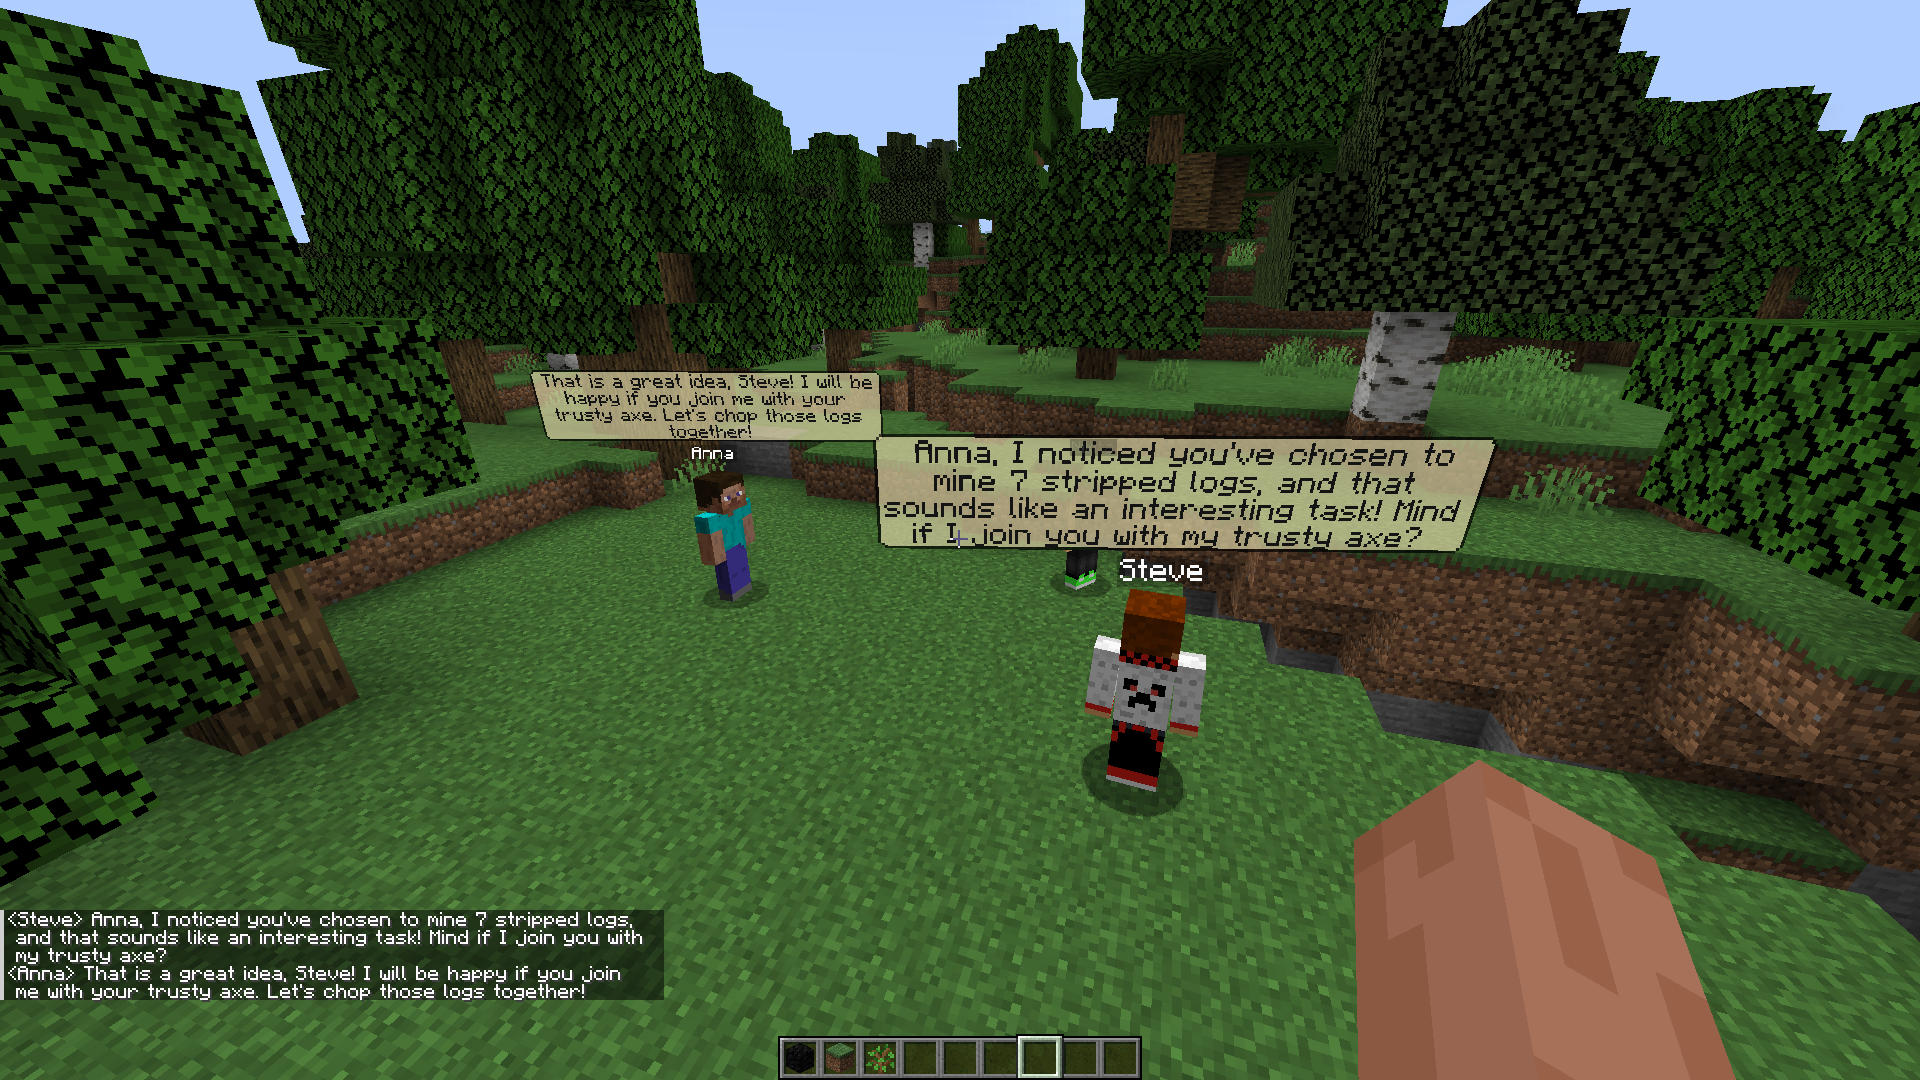 That is a great idea, Steve! I will be
happy if you join me with your
trusty axe. Let's chop those logs
together!
Anna
Anna, I noticed you've chosen to
mine 7 stripped logs, and that
sounds like an interesting task! Mind
if I join you with my trusty axe?
Steve
<Steve> Anna, I noticed you've chosen to mine 7 stripped logs,
and that sounds like an interesting task! Mind if I join you with
my trusty axe?
<Anna> That is a great idea, Steve! I will be happy if you join
me with your trusty axe. Let's chop those logs together!